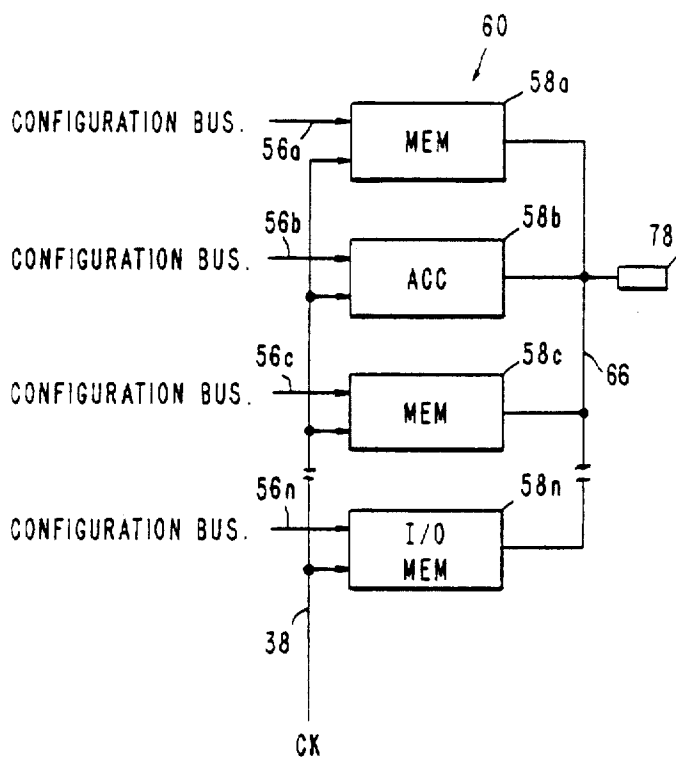 60
58a
CONFIGURATION BUS.
56a
MEM
56b
58b
78
CONFIGURATION BUS.
ACC
56c
58c
66
CONFIGURATION BUS.
MEM
56n
58n
CONFIGURATION BUS.
I/O
MEM
38
CK